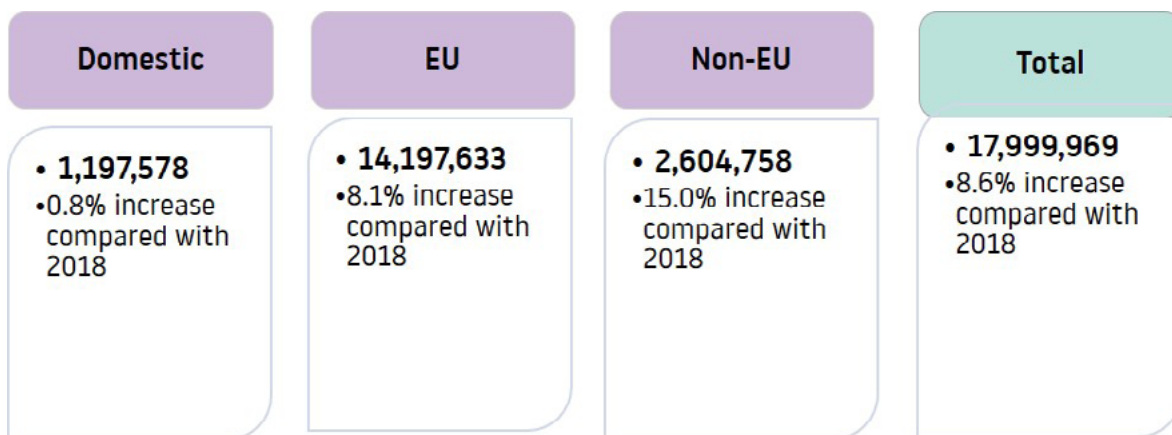 Domestic
EU
Non-EU
Total
• 1,197,578
•0.8% increase
compared with
2018
• 14,197,633
•8.1% increase
compared with
2018
• 2,604,758
•15.0% increase
compared with
2018
• 17,999,969
•8.6% increase
compared with
2018